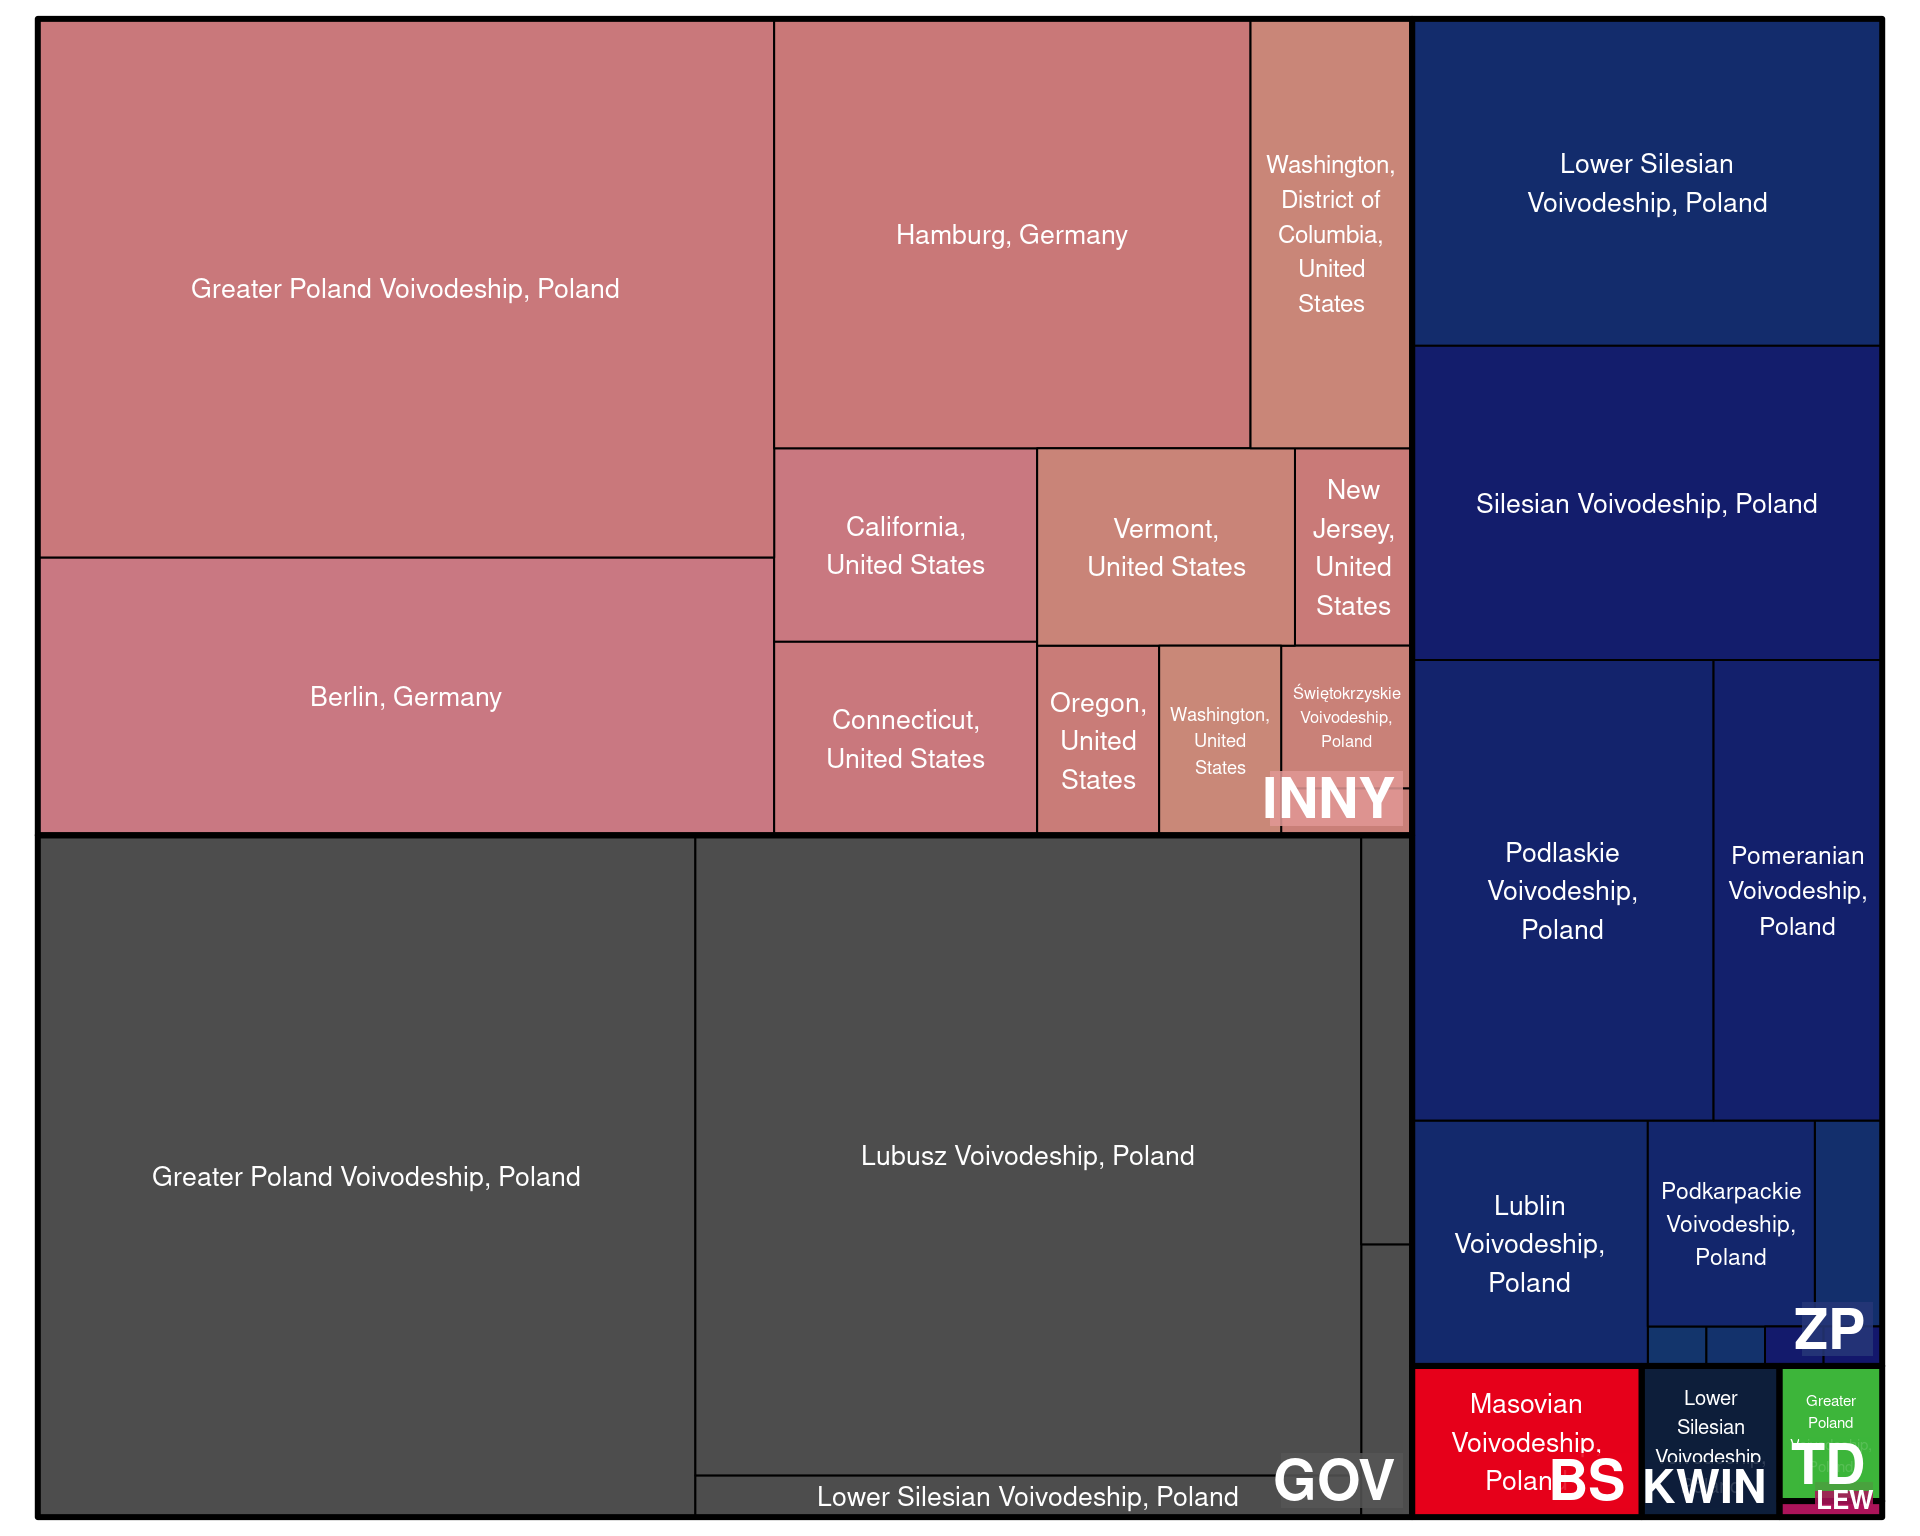 Greater Poland Voivodeship, Poland
Berlin, Germany
Hamburg, Germany
Washington,
District of
Columbia,
United
States
California,
United States
Connecticut,
United States
Vermont,
United States
New
Jersey,
United
States
Oregon,
United
States
Washington,
United
States
Świętokrzyskie
Voivodeship,
Poland
INNY
Greater Poland Voivodeship, Poland
Lubusz Voivodeship, Poland
Lower Silesian Voivodeship, Poland
GOV
Lower Silesian
Voivodeship, Poland
Silesian Voivodeship, Poland
Podlaskie
Voivodeship,
Poland
Pomeranian
Voivodeship,
Poland
Lublin
Voivodeship,
Poland
Podkarpackie
Voivodeship,
Poland
ZP
Masovian
Voivodeship,
Poland
BS
Lower
Silesian
Voivodeship,
KWIN
Greater
Poland
TD
LEW